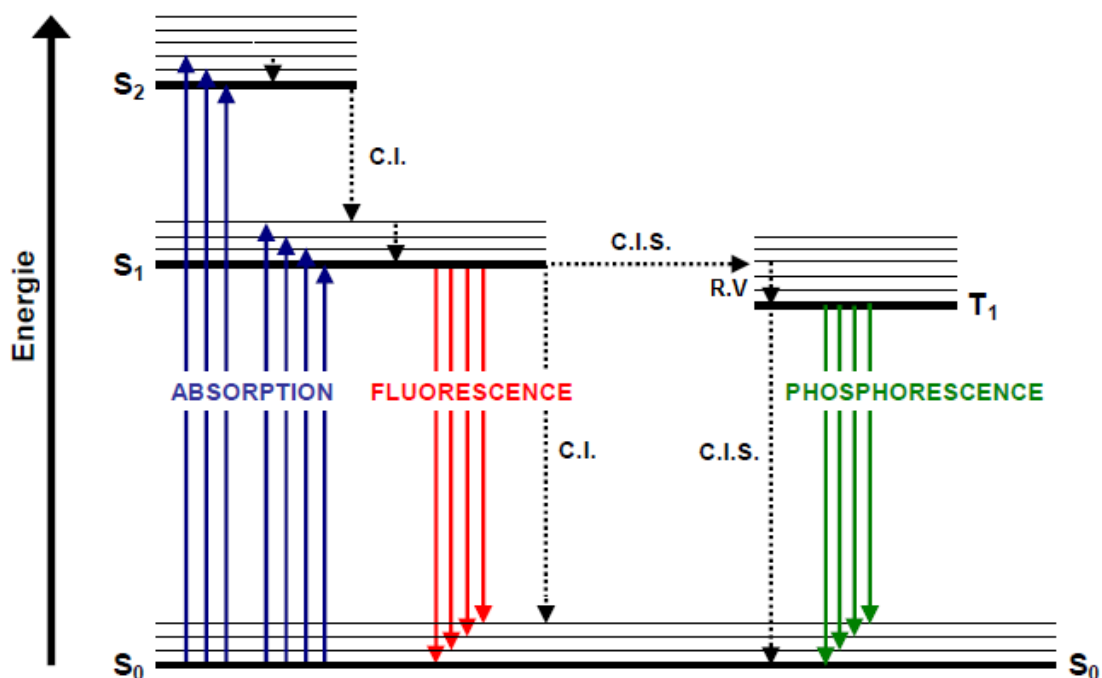 S2
C.I.
Energie
S1
C.I.S.
R.V
T1
ABSORPTION
FLUORESCENCE
PHOSPHORESCENCE
C.I.
C.I.S.
S0
S0